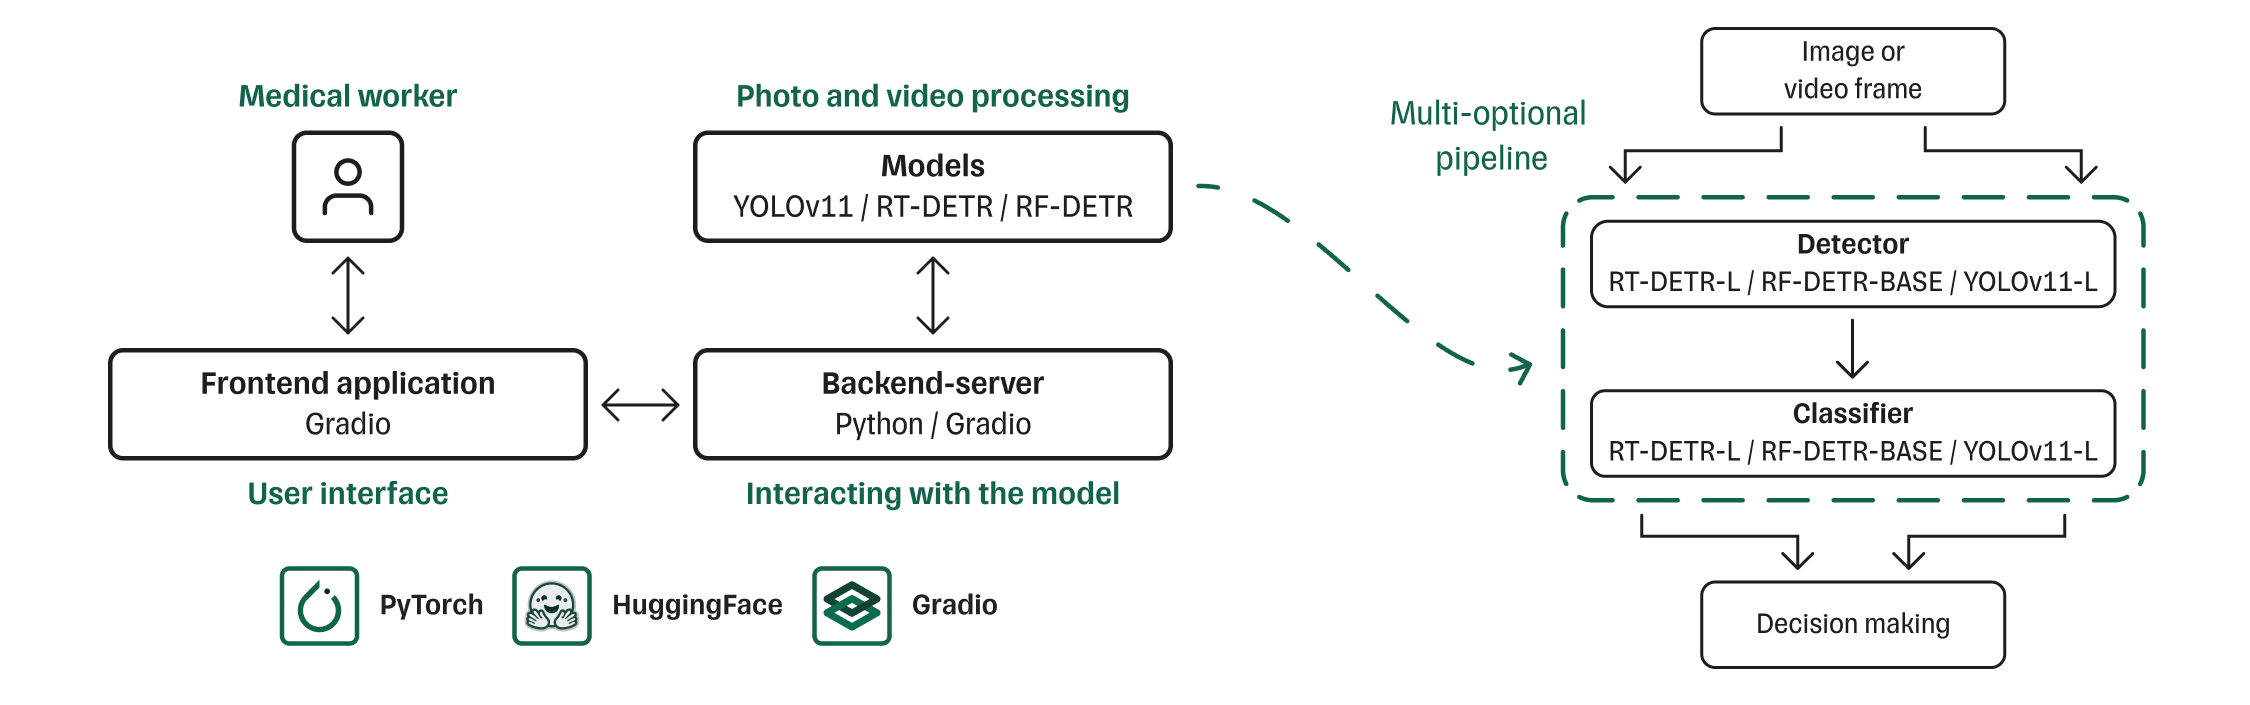 Medical worker
Photo and video processing
Models
YOLOv11 / RT-DETR / RF-DETR
Frontend application
Gradio
Backend-server
Python / Gradio
User interface
Interacting with the model
PyTorch
HuggingFace
Gradio
Multi-optional
pipeline
Image or
video frame
Detector
RT-DETR-L / RF-DETR-BASE / YOLOv11-L
Classifier
RT-DETR-L / RF-DETR-BASE / YOLOv11-L
Decision making